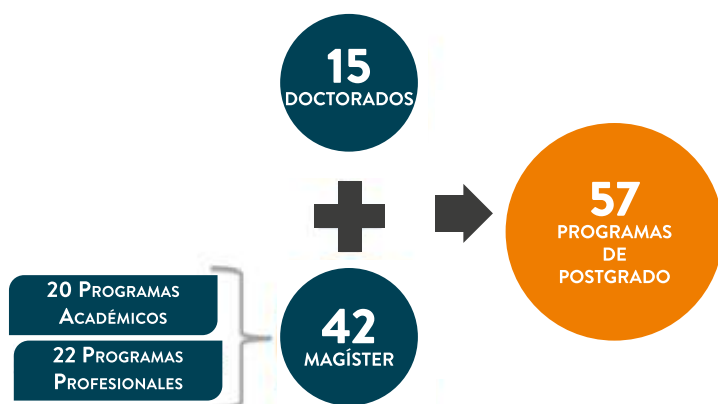 15
DOCTORADOS
57
PROGRAMAS
DE
POSTGRADO
20 PROGRAMAS
ACADÉMICOS
22 PROGRAMAS
PROFESIONALES
42
MAGÍSTER